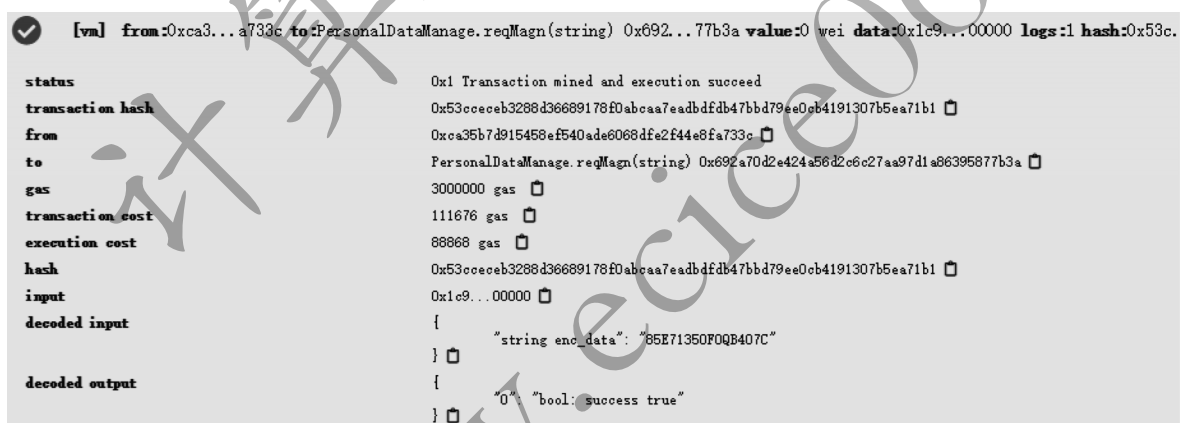 [vm] from:0xca3...a733c to:PersonalDataManage.reqMagn(string) 0x692...77b3a value:0 wei data:0x1c9...00000 logs:1 hash:0x53c.
status 0x1 Transaction mined and execution succeed
transaction hash 0x53cceceb3288d36689178f0abcaa7eadbdfdb47bbd79ee0cb4191307b5ea71b1
from 0xca35b7d915458ef540ade6068dfe2f44e8fa733c
to PersonalDataManage.reqMagn(string) 0x692a70d2e424a56d2c6c27aa97d1a86395877b3a
gas 3000000 gas
transaction cost 111676 gas
execution cost 88868 gas
hash 0x53cceceb3288d36689178f0abcaa7eadbdfdb47bbd79ee0cb4191307b5ea71b1
input 0x1c9...00000
decoded input {
"string enc_data": "85E71350F0QB407C"
}
decoded output {
"0": "bool: success true"
}
计算
w.ecice0